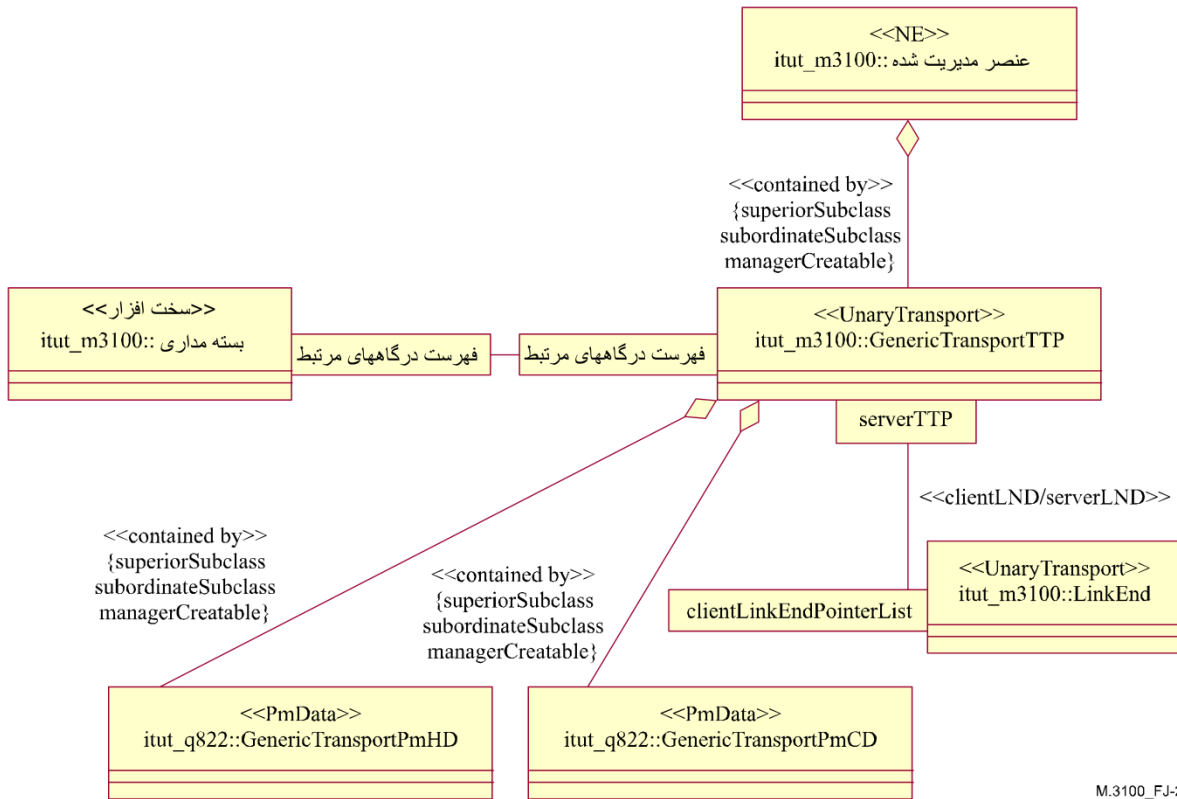 <<NE>>
itut_m3100:: عنصر مدیریت شده
<<contained by>>
{superiorSubclass
subordinateSubclass
managerCreatable}
<<سخت افزار>>
itut_m3100:: بسته مداری
فهرست درگاههای مرتبط
فهرست درگاههای مرتبط
<<UnaryTransport>>
itut_m3100::GenericTransportTTP
serverTTP
<<clientLND/serverLND>>
<<contained by>>
{superiorSubclass
subordinateSubclass
managerCreatable}
<<contained by>>
{superiorSubclass
subordinateSubclass
managerCreatable}
clientLinkEndPointerList
<<UnaryTransport>>
itut_m3100::LinkEnd
<<PmData>>
itut_q822::GenericTransportPmHD
<<PmData>>
itut_q822::GenericTransportPmCD
M.3100_FJ-2